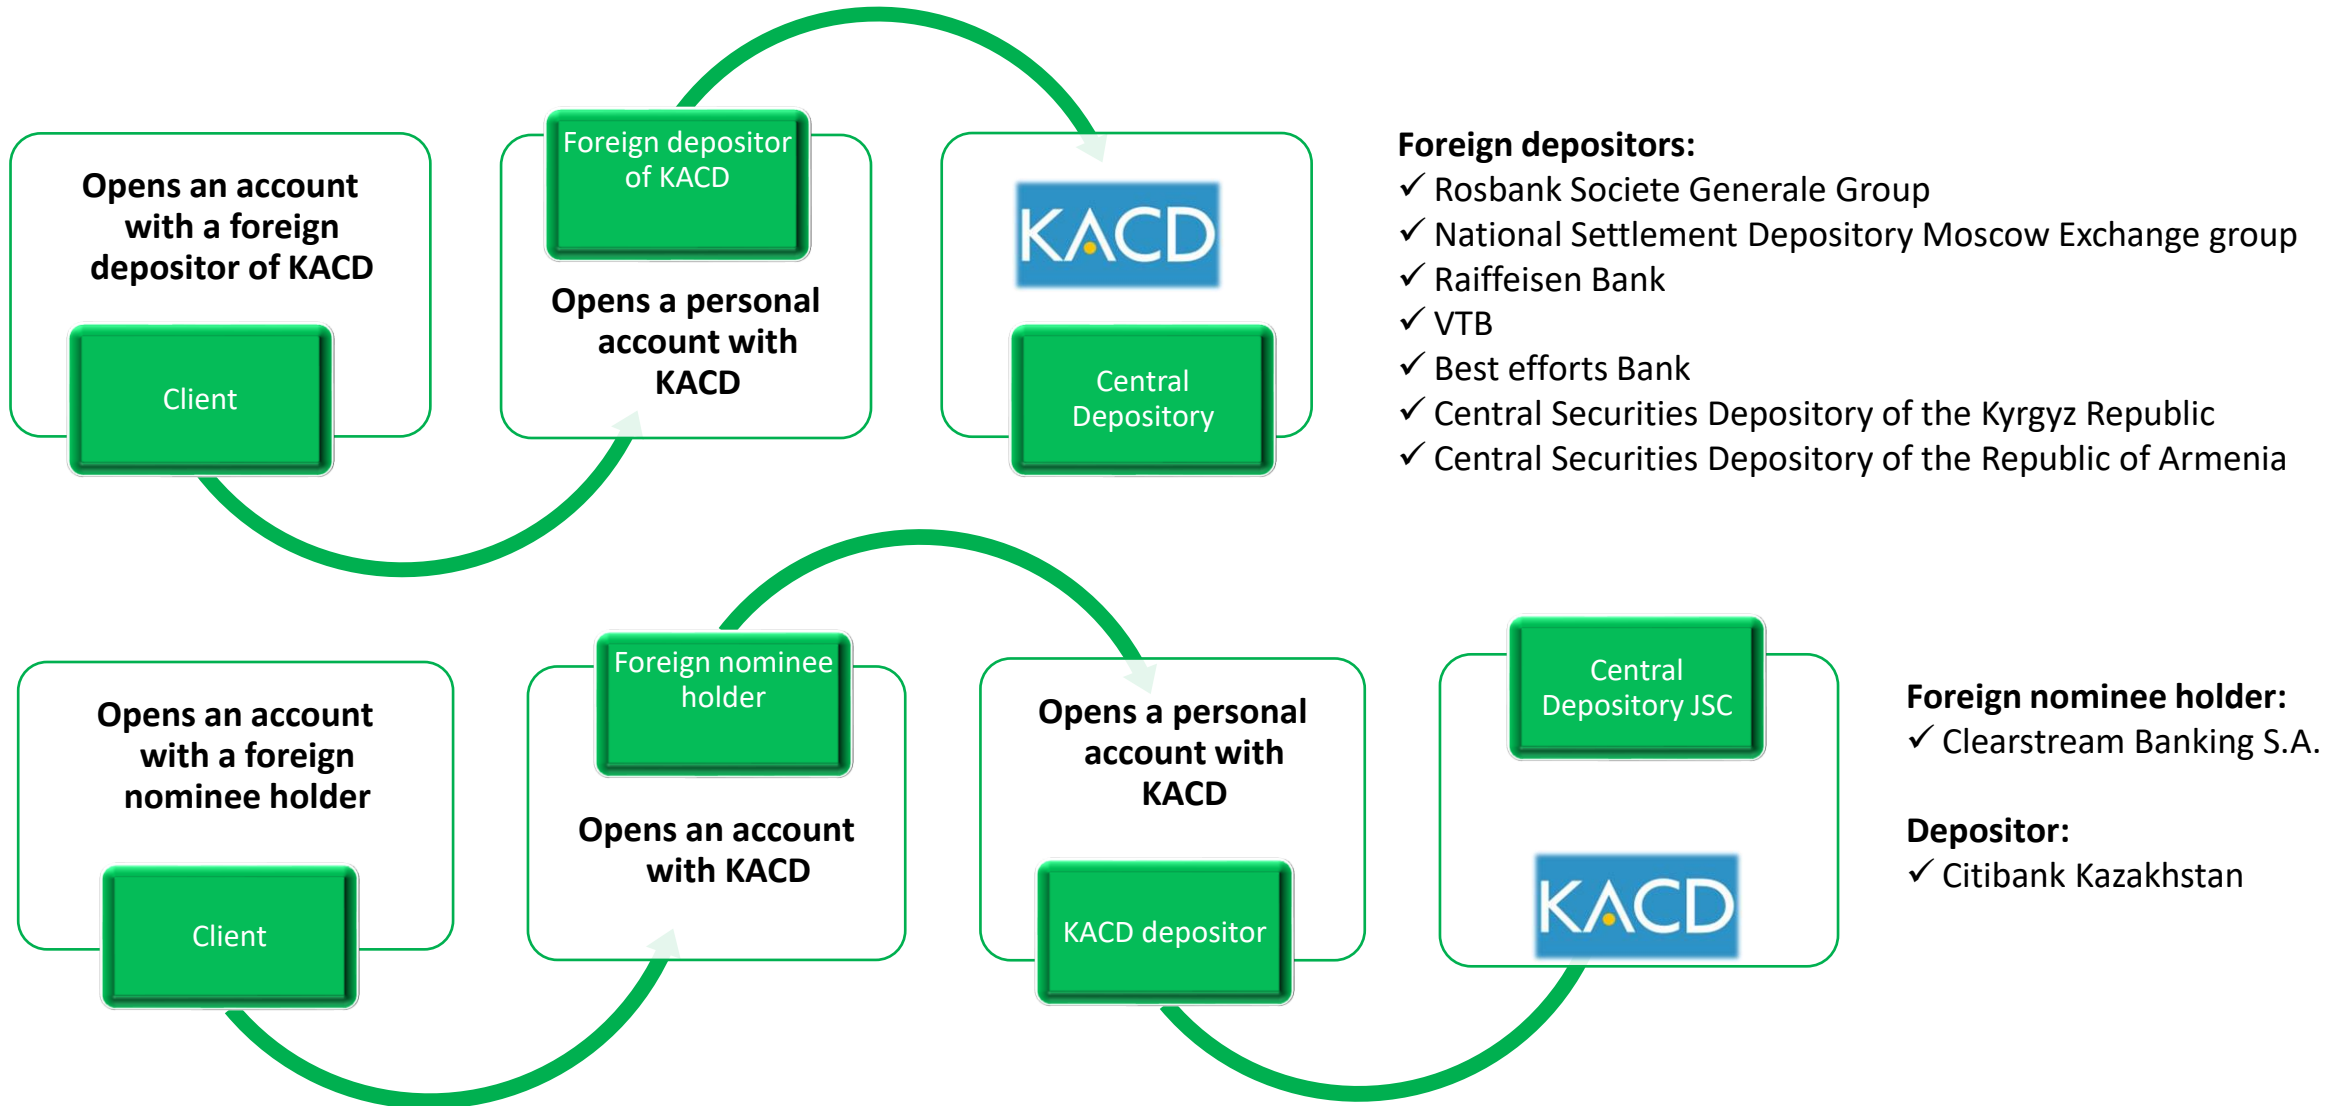 Opens an account
with a foreign
depositor of KACD
Client
Foreign depositor
of KACD
Opens a personal
account with
KACD
KACD
Central
Depository
Foreign depositors:
✓ Rosbank Societe Generale Group
✓ National Settlement Depository Moscow Exchange group
✓ Raiffeisen Bank
✓ VTB
✓ Best efforts Bank
✓ Central Securities Depository of the Kyrgyz Republic
✓ Central Securities Depository of the Republic of Armenia
Opens an account
with a foreign
nominee holder
Client
Foreign nominee
holder
Opens an account
with KACD
Opens a personal
account with
KACD
KACD depositor
Central
Depository JSC
KACD
Foreign nominee holder:
✓ Clearstream Banking S.A.
Depositor:
✓ Citibank Kazakhstan